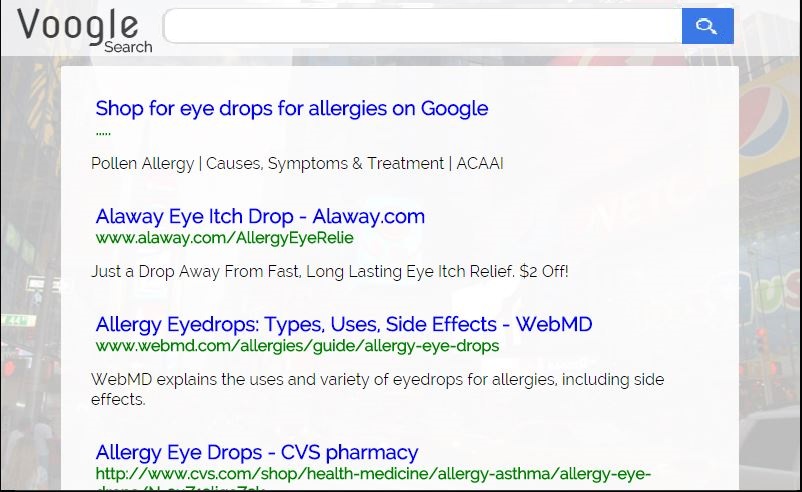 Voogle
Search
Shop for eye drops for allergies on Google
.....
Pollen Allergy | Causes, Symptoms & Treatment | ACAAI
Alaway Eye Itch Drop - Alaway.com
www.alaway.com/AllergyEyeRelie
Just a Drop Away From Fast, Long Lasting Eye Itch Relief. $2 Off!
Allergy Eyedrops: Types, Uses, Side Effects - WebMD
www.webmd.com/allergies/guide/allergy-eye-drops
WebMD explains the uses and variety of eyedrops for allergies, including side
effects.
Allergy Eye Drops - CVS pharmacy
http://www.cvs.com/shop/health-medicine/allergy-asthma/allergy-eye-